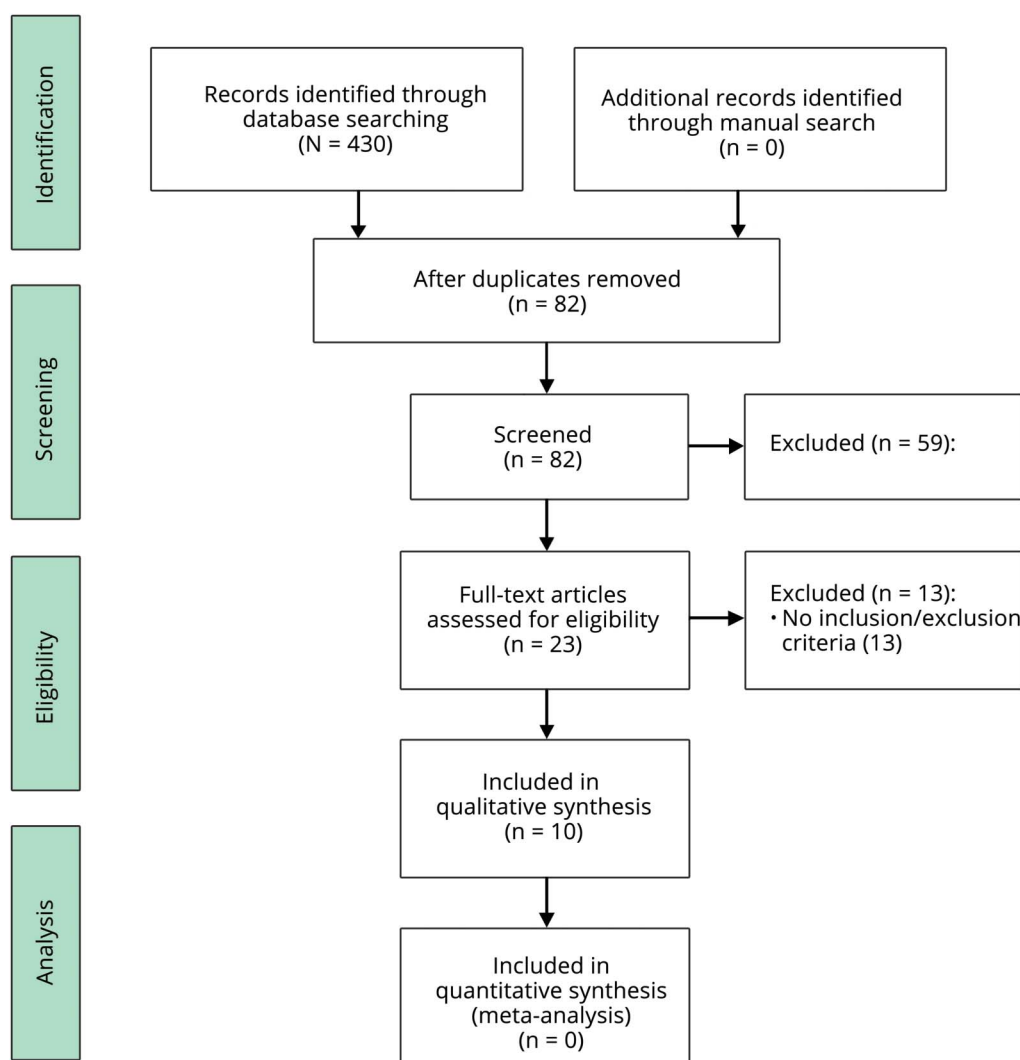 Identification
Records identified through
database searching
(N = 430)
Additional records identified
through manual search
(n = 0)
After duplicates removed
(n = 82)
Screening
Screened
(n = 82)
Excluded (n = 59):
Eligibility
Full-text articles
assessed for eligibility
(n = 23)
Excluded (n = 13):
• No inclusion/exclusion
criteria (13)
Included in
qualitative synthesis
(n = 10)
Analysis
Included in
quantitative synthesis
(meta-analysis)
(n = 0)